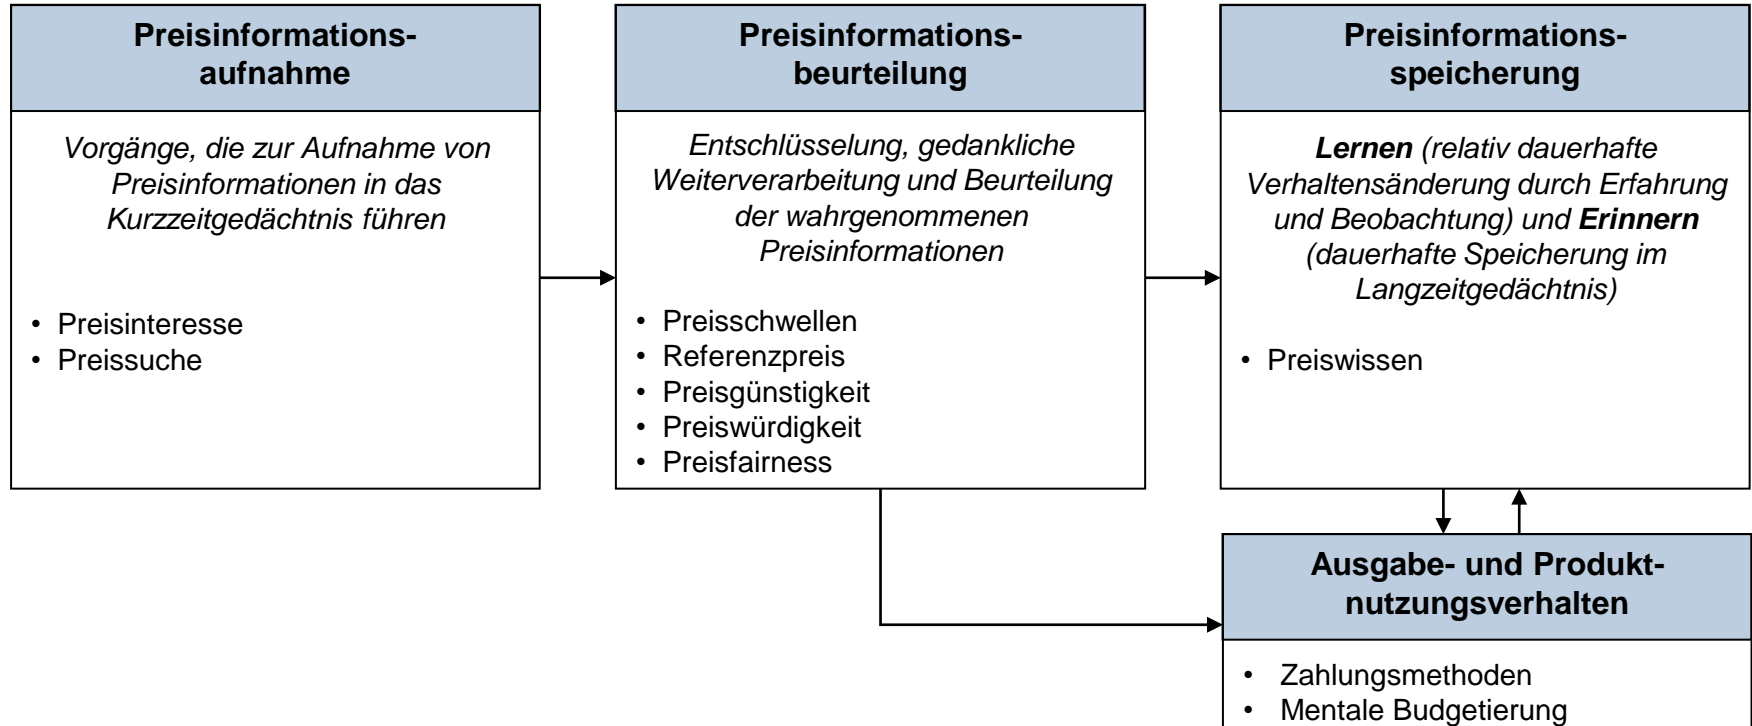 Preisinformations-
aufnahme
Vorgänge, die zur Aufnahme von
Preisinformationen in das
Kurzzeitgedächtnis führen
• Preisinteresse
• Preissuche
Preisinformations-
beurteilung
Entschlüsselung, gedankliche
Weiterverarbeitung und Beurteilung
der wahrgenommenen
Preisinformationen
• Preisschwellen
• Referenzpreis
• Preisgünstigkeit
• Preiswürdigkeit
• Preisfairness
Preisinformations-
speicherung
Lernen (relativ dauerhafte
Verhaltensänderung durch Erfahrung
und Beobachtung) und Erinnern
(dauerhafte Speicherung im
Langzeitgedächtnis)
• Preiswissen
Ausgabe- und Produkt-
nutzungsverhalten
• Zahlungsmethoden
• Mentale Budgetierung